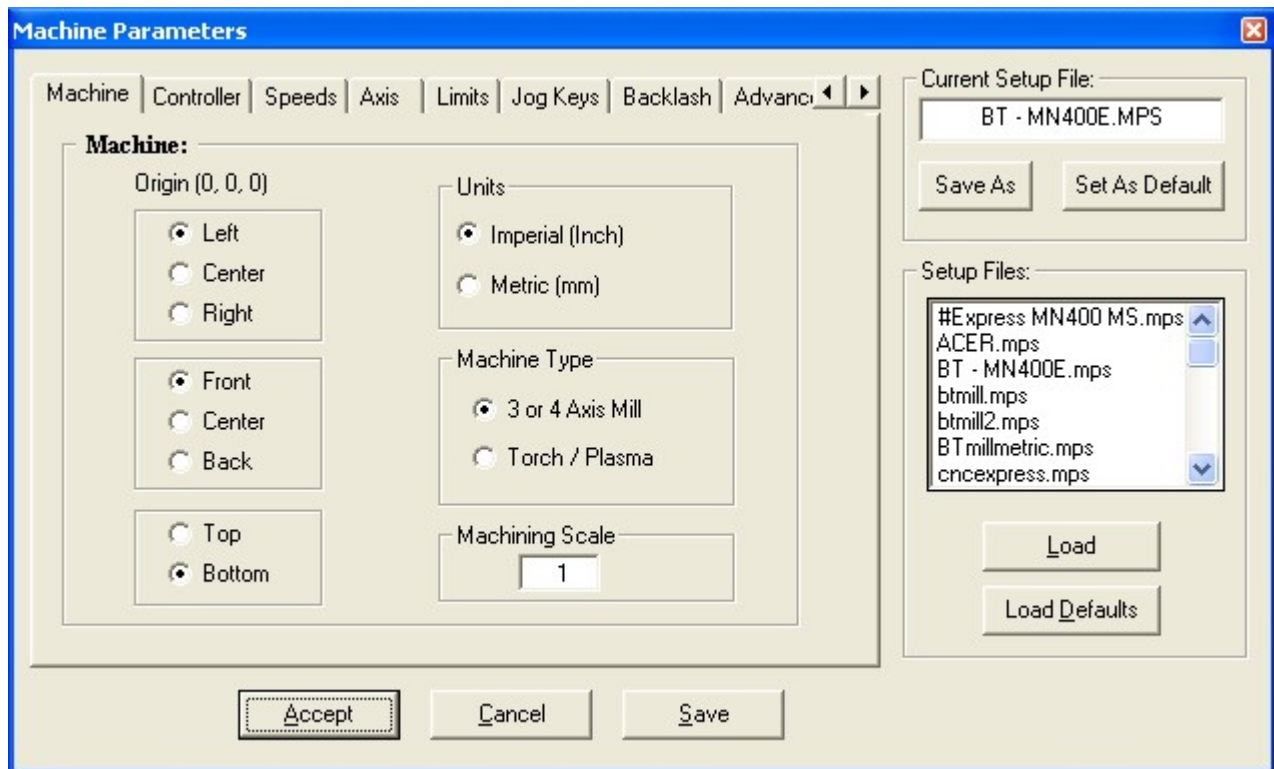 Machine Parameters
Machine
Controller
Speeds
Axis
Limits
Jog Keys
Backlash
Machine:
Origin (0, 0, 0)
Left
Center
Right
Front
Center
Back
Top
Bottom
Units
Imperial (Inch)
Metric (mm)
Machine Type
3 or 4 Axis Mill
Torch / Plasma
Machining Scale
1
Accept
Cancel
Save
Current Setup File:
BT - MN400E.MPS
Save As
Set As Default
Setup Files:
#Express MN400 MS.mps
ACER.mps
BT - MN400E.mps
btmill.mps
btmill2.mps
BTmillmetric.mps
cncexpress.mps
Load
Load Defaults